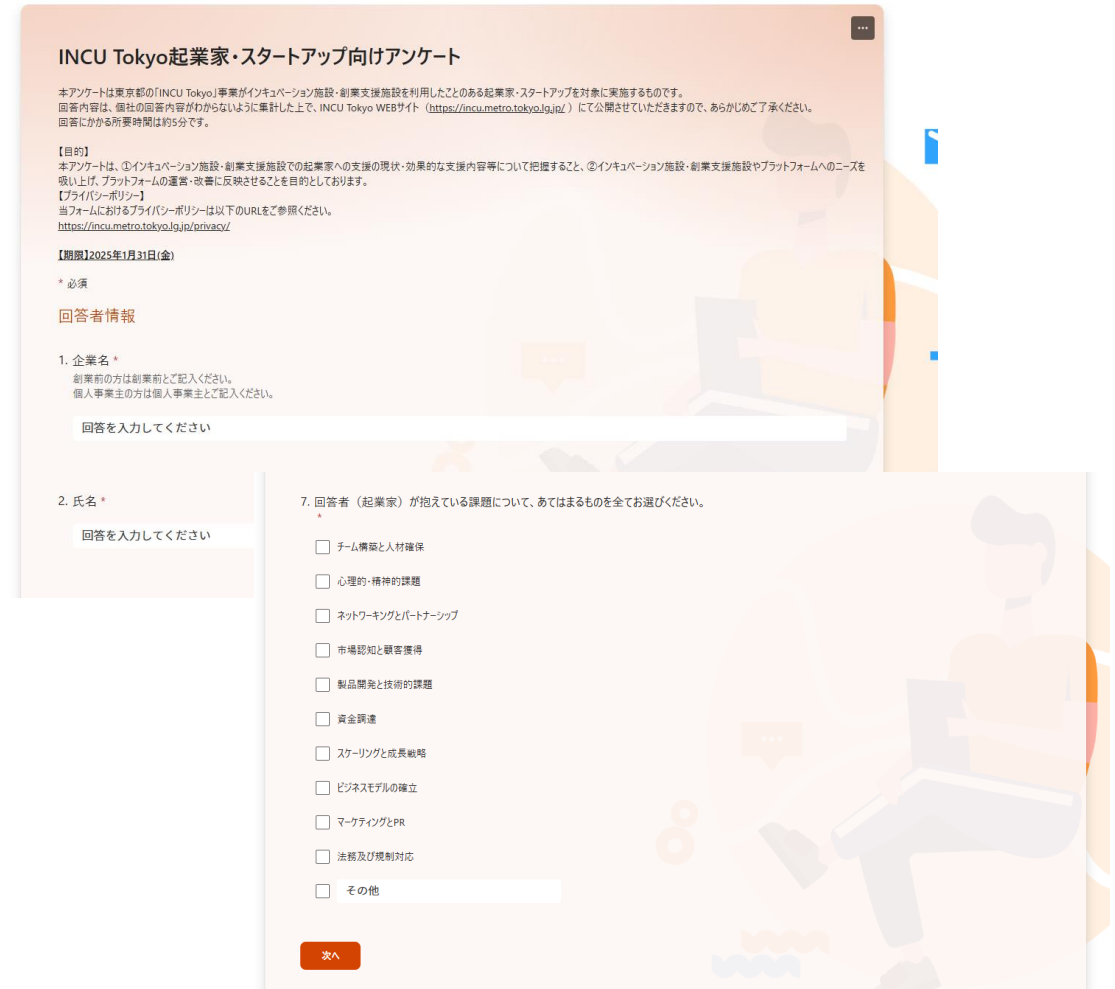 INCU Tokyo起業家・スタートアップ向けアンケート
本アンケートは東京都の「INCU Tokyo」事業がインキュベーション施設・創業支援施設を利用したことのある起業家・スタートアップを対象に実施するものです。
回答内容は、個社の回答内容がわからないように集計した上で、INCU Tokyo WEBサイト（https://incu.metro.tokyo.lg.jp/ ）にて公開させていただきますので、あらかじめご了承ください。
回答にかかる所要時間は約5分です。
【目的】
本アンケートは、①インキュベーション施設・創業支援施設での起業家への支援の現状・効果的な支援内容等について把握すること、②インキュベーション施設・創業支援施設やプラットフォームへのニーズを
吸い上げ、プラットフォームの運営・改善に反映させることを目的としております。
【プライバシーポリシー】
当フォームにおけるプライバシーポリシーは以下のURLをご参照ください。
https://incu.metro.tokyo.lg.jp/privacy/
【期限】2025年1月31日(金)
* 必須
回答者情報
1. 企業名 *
創業前の方は創業前とご記入ください。
個人事業主の方は個人事業主とご記入ください。
回答を入力してください
2. 氏名 *
回答を入力してください
7. 回答者（起業家）が抱えている課題について、あてはまるものを全てお選びください。
*
チーム構築と人材確保
心理的・精神的課題
ネットワーキングとパートナーシップ
市場認知と顧客獲得
製品開発と技術的課題
資金調達
スケーリングと成長戦略
ビジネスモデルの確立
マーケティングとPR
法務及び規制対応
その他
次へ